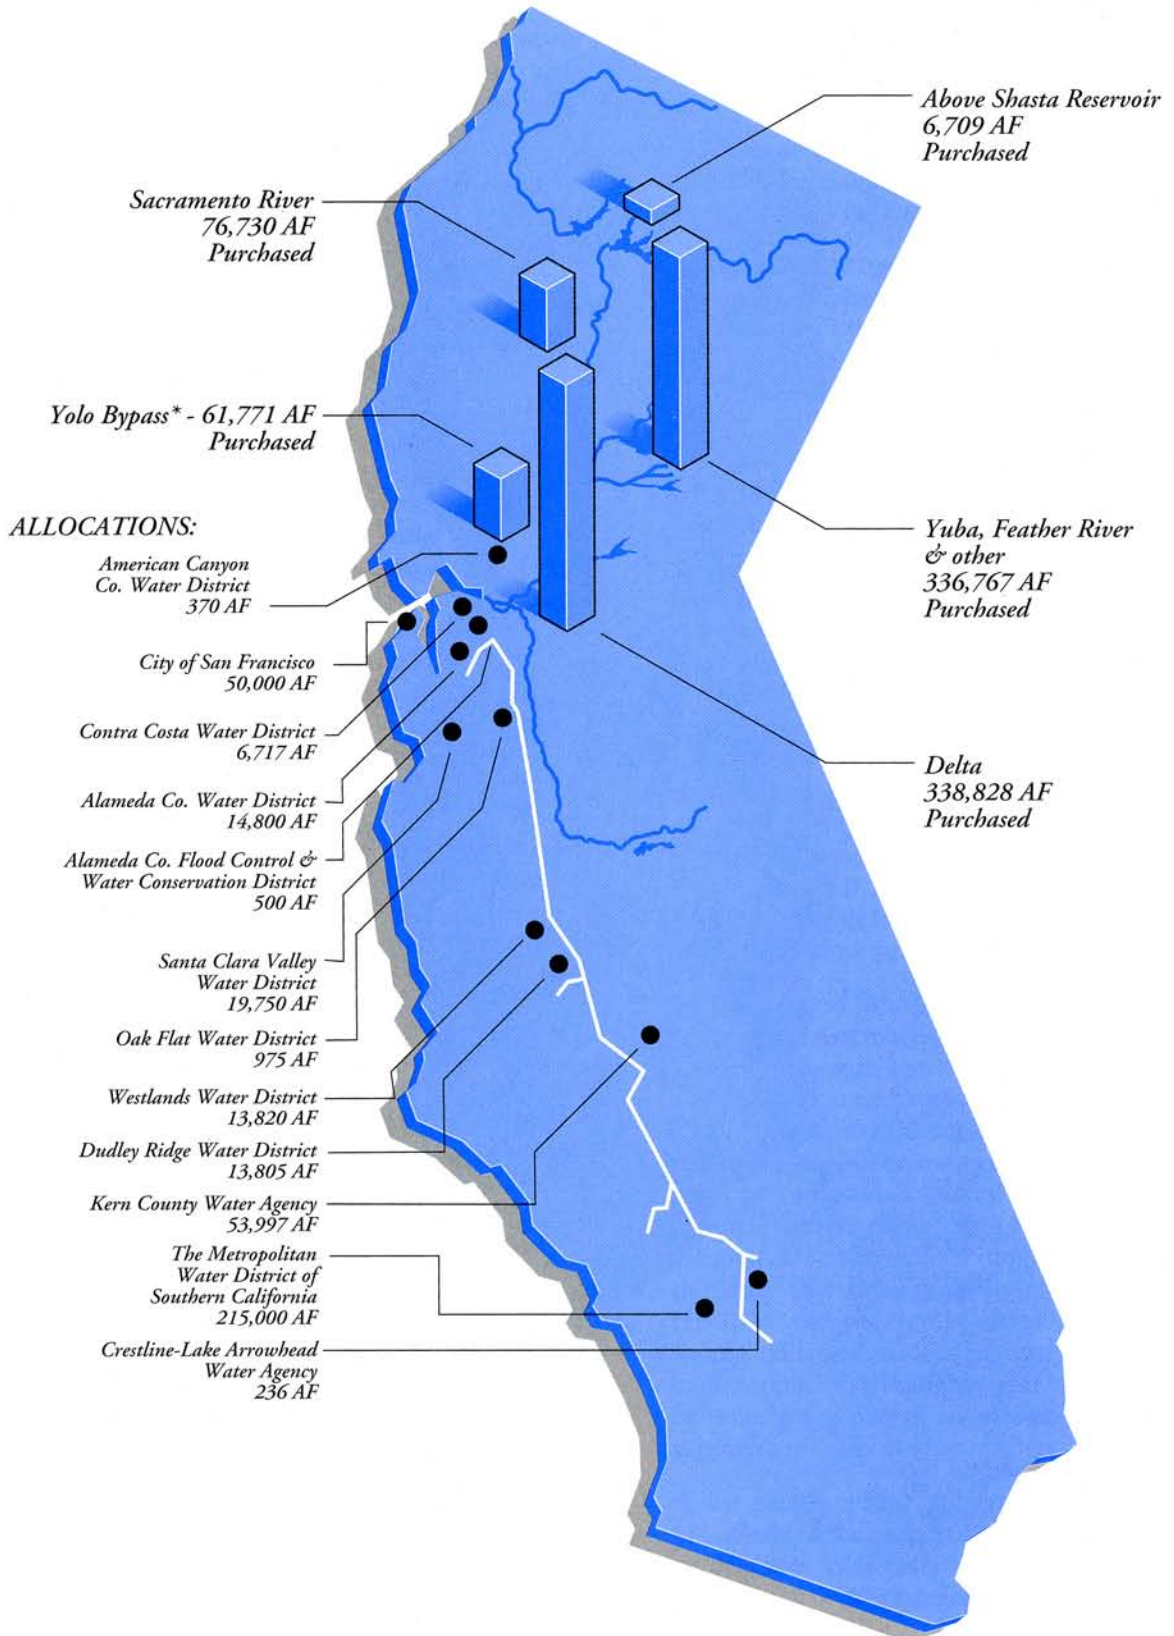 Above Shasta Reservoir
6,709 AF
Purchased
Sacramento River
76,730 AF
Purchased
Yolo Bypass* - 61,771 AF
Purchased
Yuba, Feather River
& other
336,767 AF
Purchased
Delta
338,828 AF
Purchased
ALLOCATIONS:
American Canyon
Co. Water District
370 AF
City of San Francisco
50,000 AF
Contra Costa Water District
6,717 AF
Alameda Co. Water District
14,800 AF
Alameda Co. Flood Control &
Water Conservation District
500 AF
Santa Clara Valley
Water District
19,750 AF
Oak Flat Water District
975 AF
Westlands Water District
13,820 AF
Dudley Ridge Water District
13,805 AF
Kern County Water Agency
53,997 AF
The Metropolitan
Water District of
Southern California
215,000 AF
Crestline-Lake Arrowhead
Water Agency
236 AF